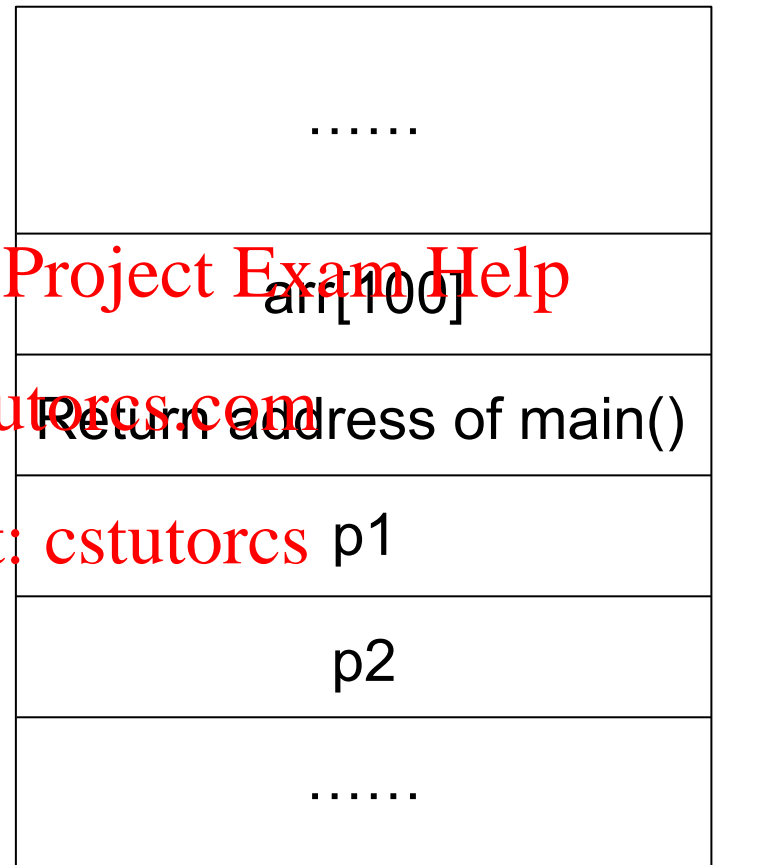 ......
Project Exam Help
arr[100]
utorcs.com
Return address of main()
: cstutorcs
p1
p2
......